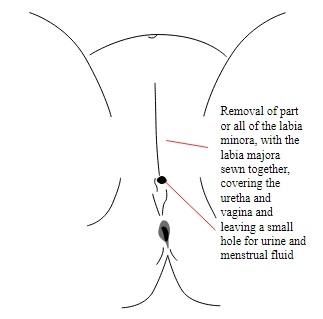 Removal of part
or all of the labia
minora, with the
labia majora
sewn together,
covering the
uretha and
vagina and
leaving a small
hole for urine and
menstrual fluid